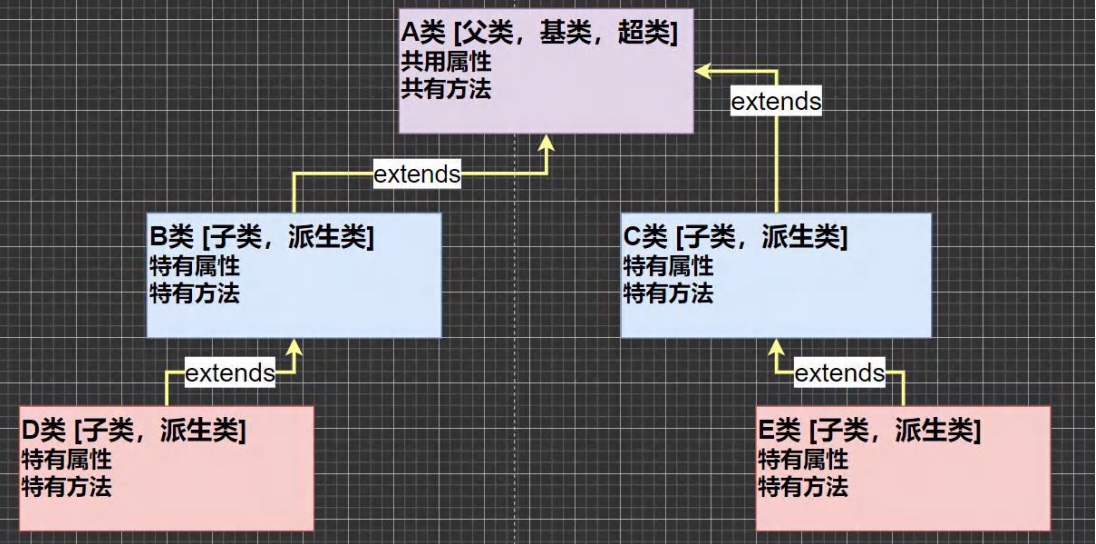 A类 [父类，基类，超类]
共用属性
共有方法
extends
extends
B类 [子类，派生类]
特有属性
特有方法
C类 [子类，派生类]
特有属性
特有方法
extends
extends
D类 [子类，派生类]
特有属性
特有方法
E类 [子类，派生类]
特有属性
特有方法